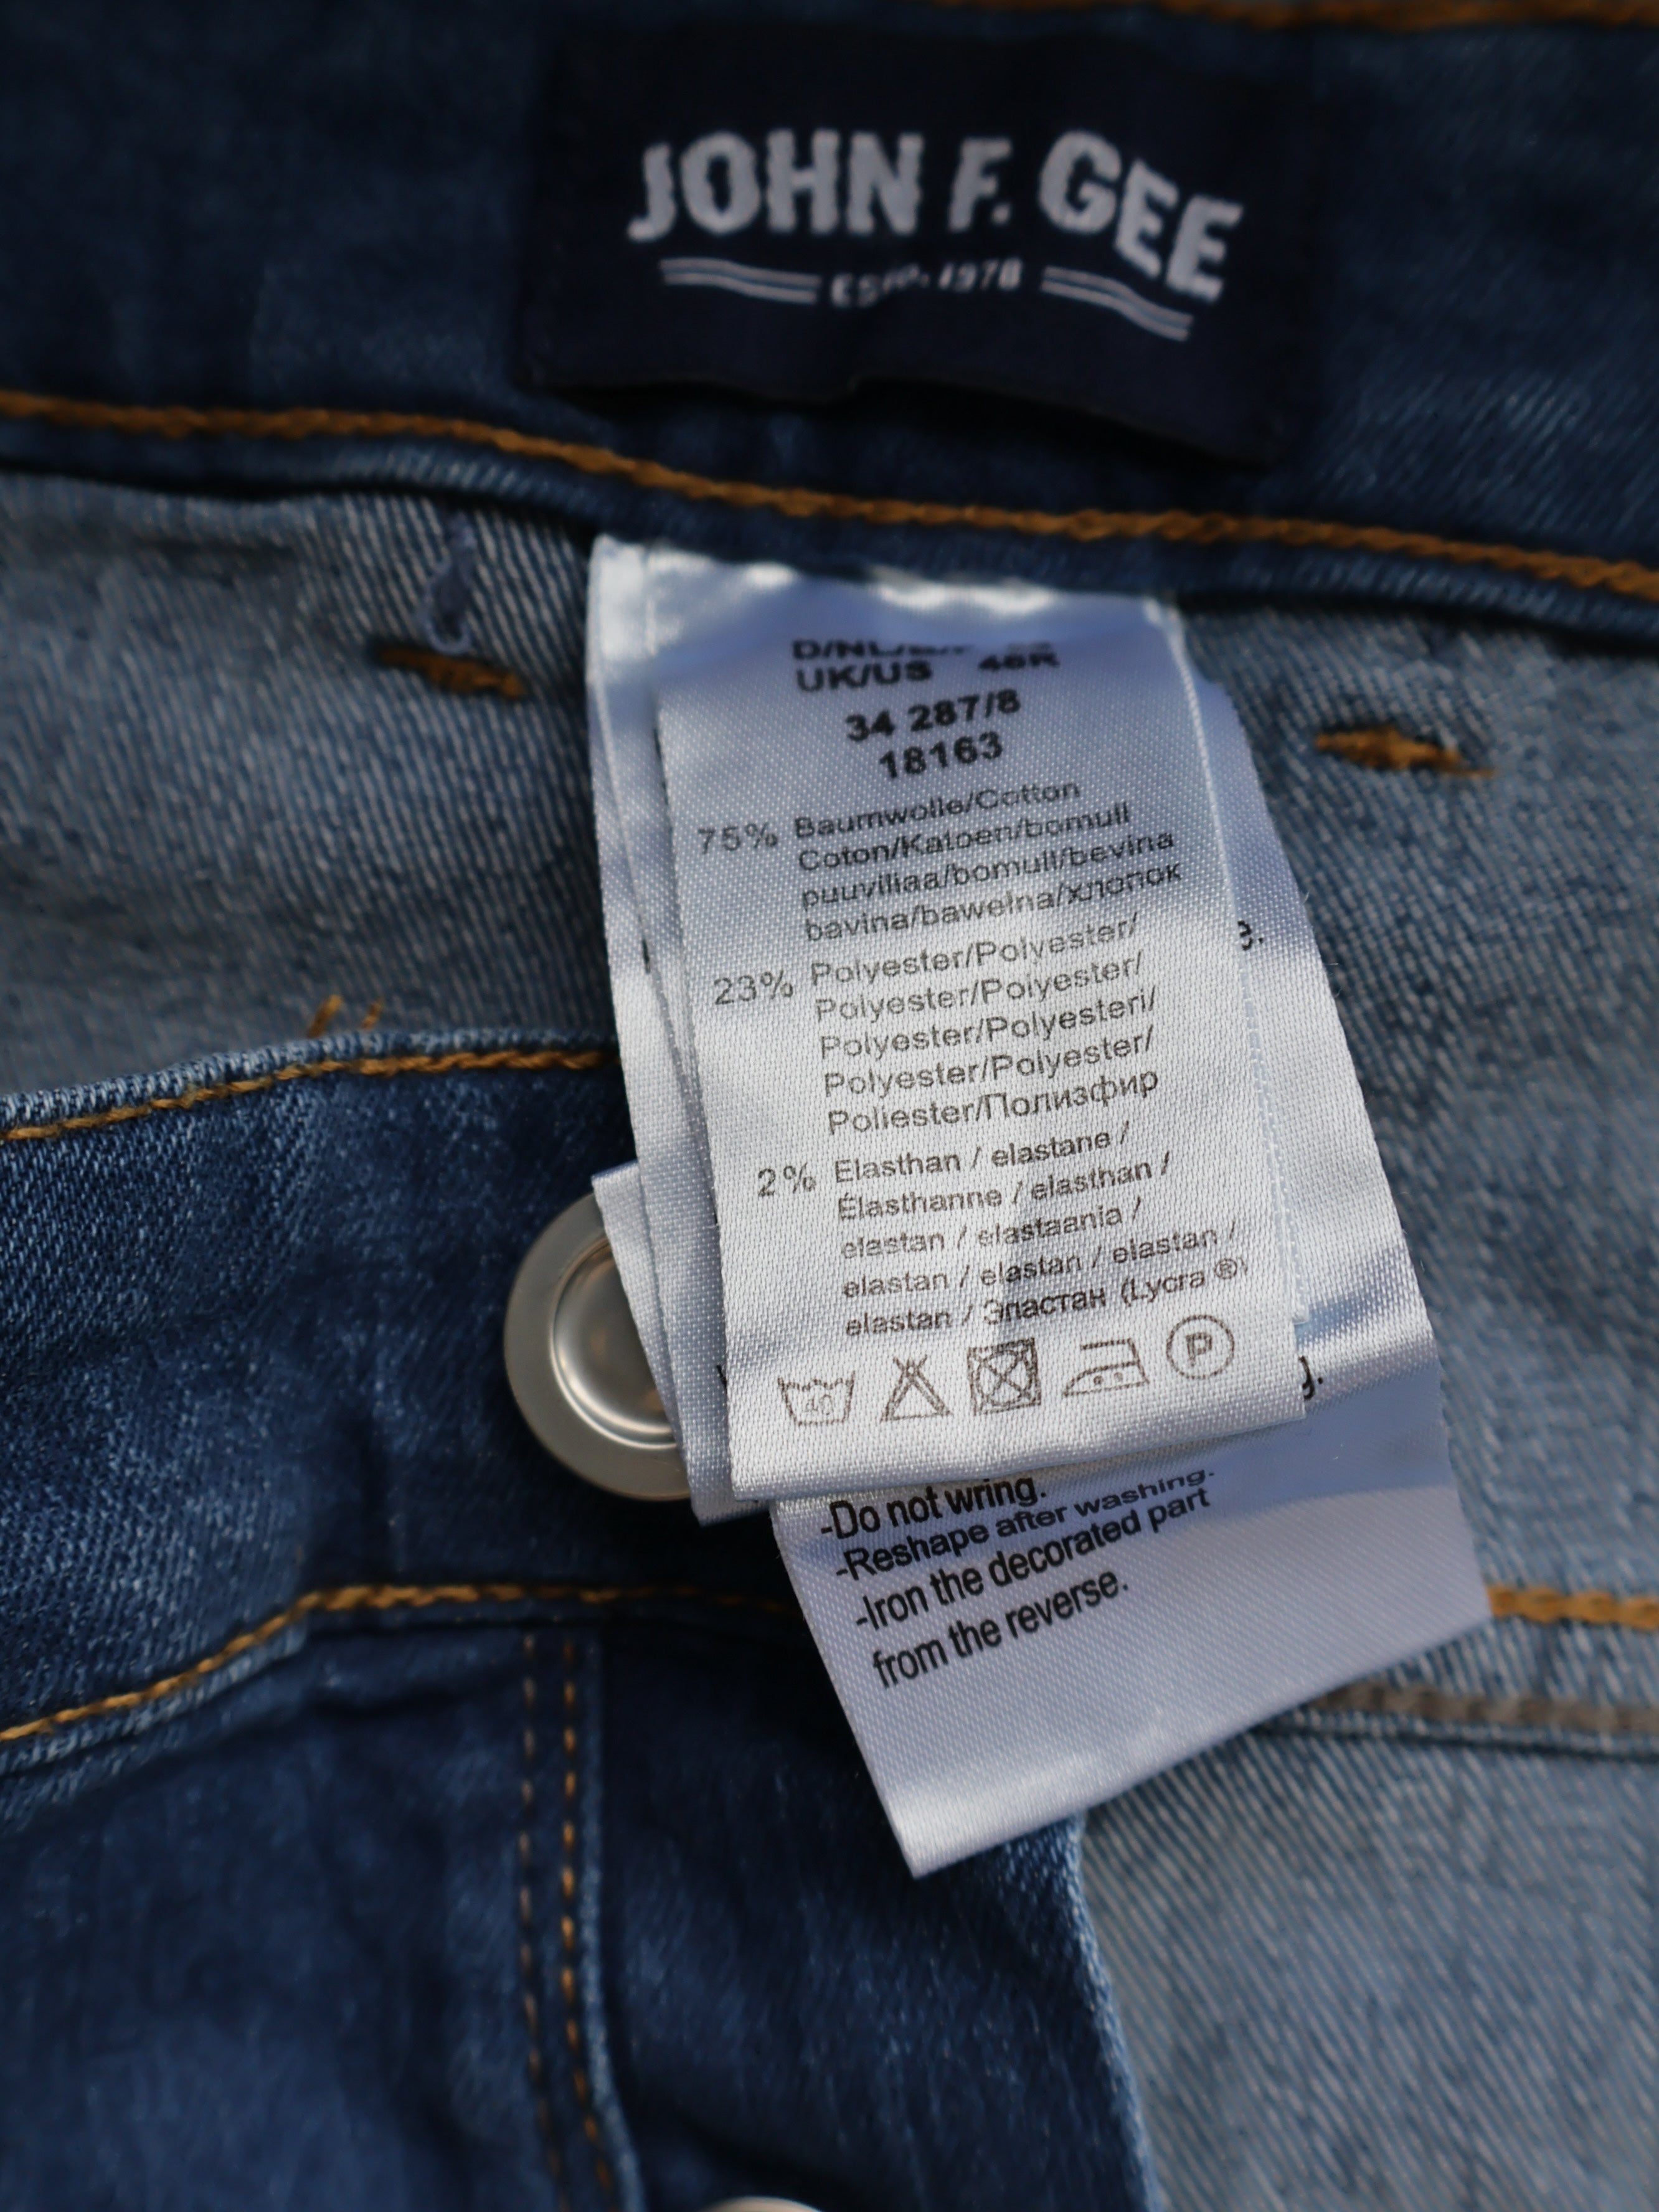 JOHN F. GEE
ESTD. 1978
UK/US 46R
34 287/8
18163
75% Baumwolle/Cotton
Coton/Katoen/bomull
puuvillaa/bomull/bevina
bavlna/bawełna/хлопок
23% Polyester/Polyester/
Polyester/Polyester/
Polyester/Polyesteri/
Polyester/Polyester/
Poliester/Полиэфир
2% Elasthan / elastane /
Élasthanne / elasthan /
elastan / elastaania /
elastan / elastan / elastan /
elastan / Эластан (Lycra ®)
40
P
-Do not wring.
-Reshape after washing.
-Iron the decorated part
from the reverse.